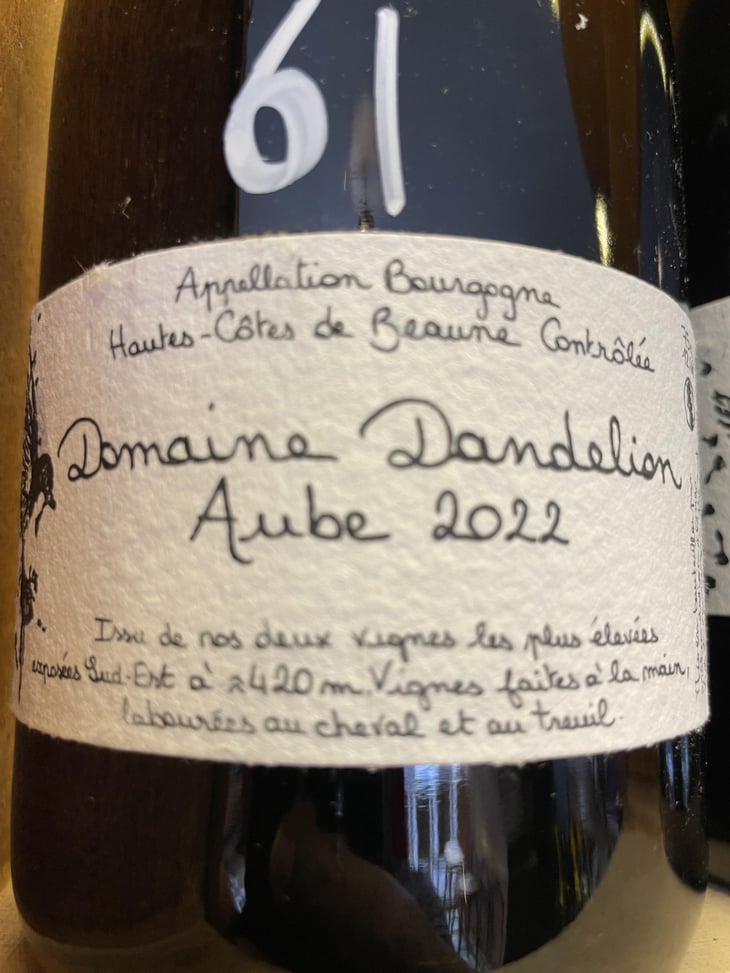 61
Appellation Bourgogne
Hautes-Côtes de Beaune Contrôlée
Domaine Dandelion
Aube 2022
Issu de nos deux vignes les plus élevées
exposées Sud-Est à ≈420m. Vignes faites à la main,
labourées au cheval et au treuil.